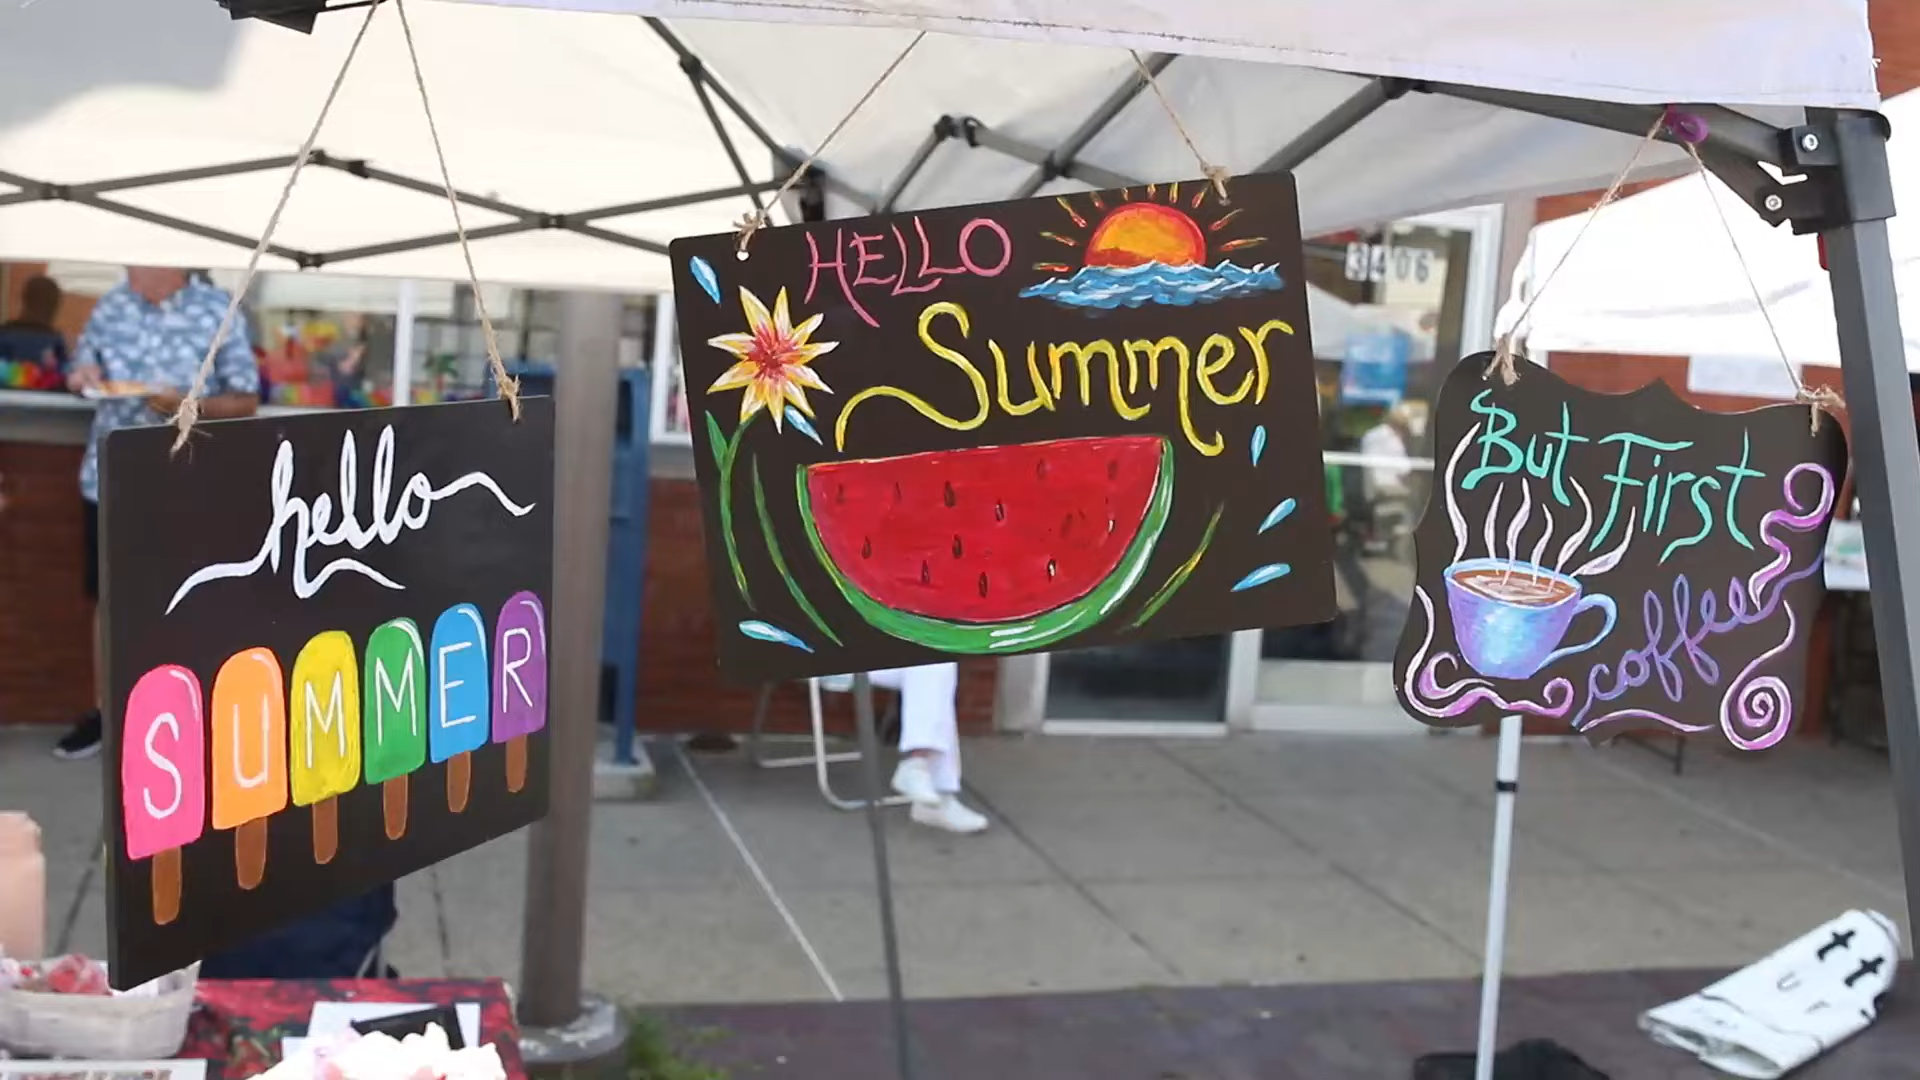 hello
SUMMER
HELLO
Summer
But First
coffee
3406